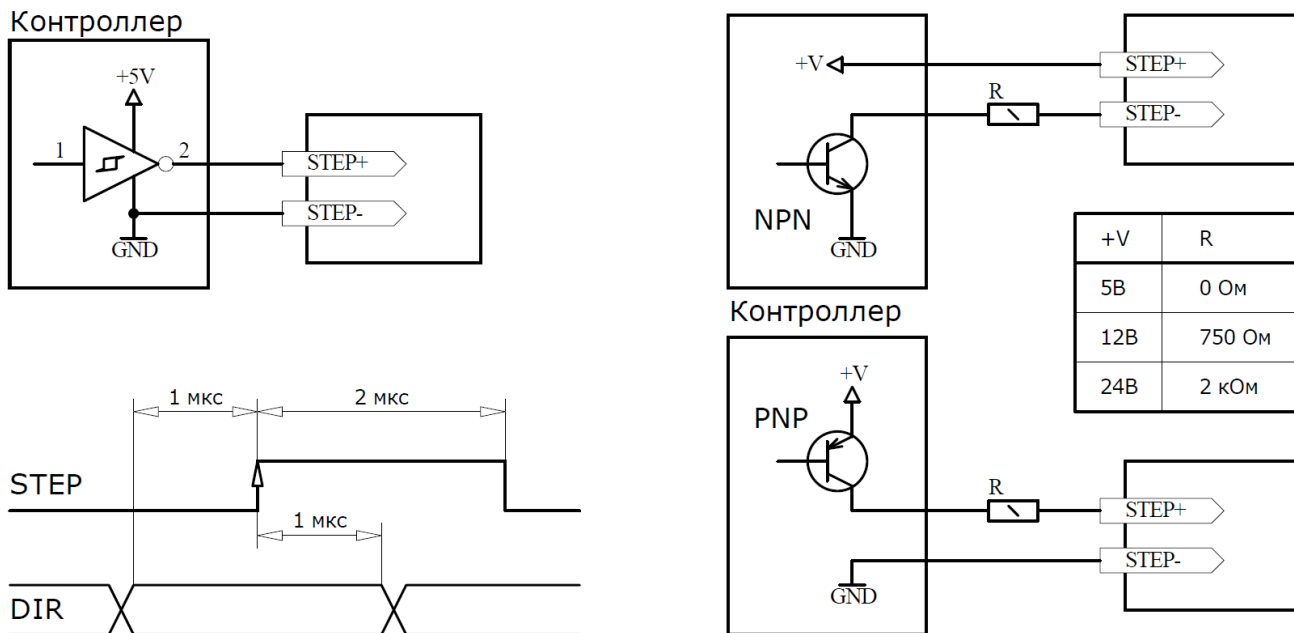 Контроллер
+5V
1
2
STEP+
STEP-
GND
1 мкс
2 мкс
STEP
1 мкс
DIR
+V
STEP+
R
STEP-
NPN
GND
Контроллер
+V R
5В 0 Ом
12В 750 Ом
24В 2 кОм
+V
PNP
R
STEP+
STEP-
GND